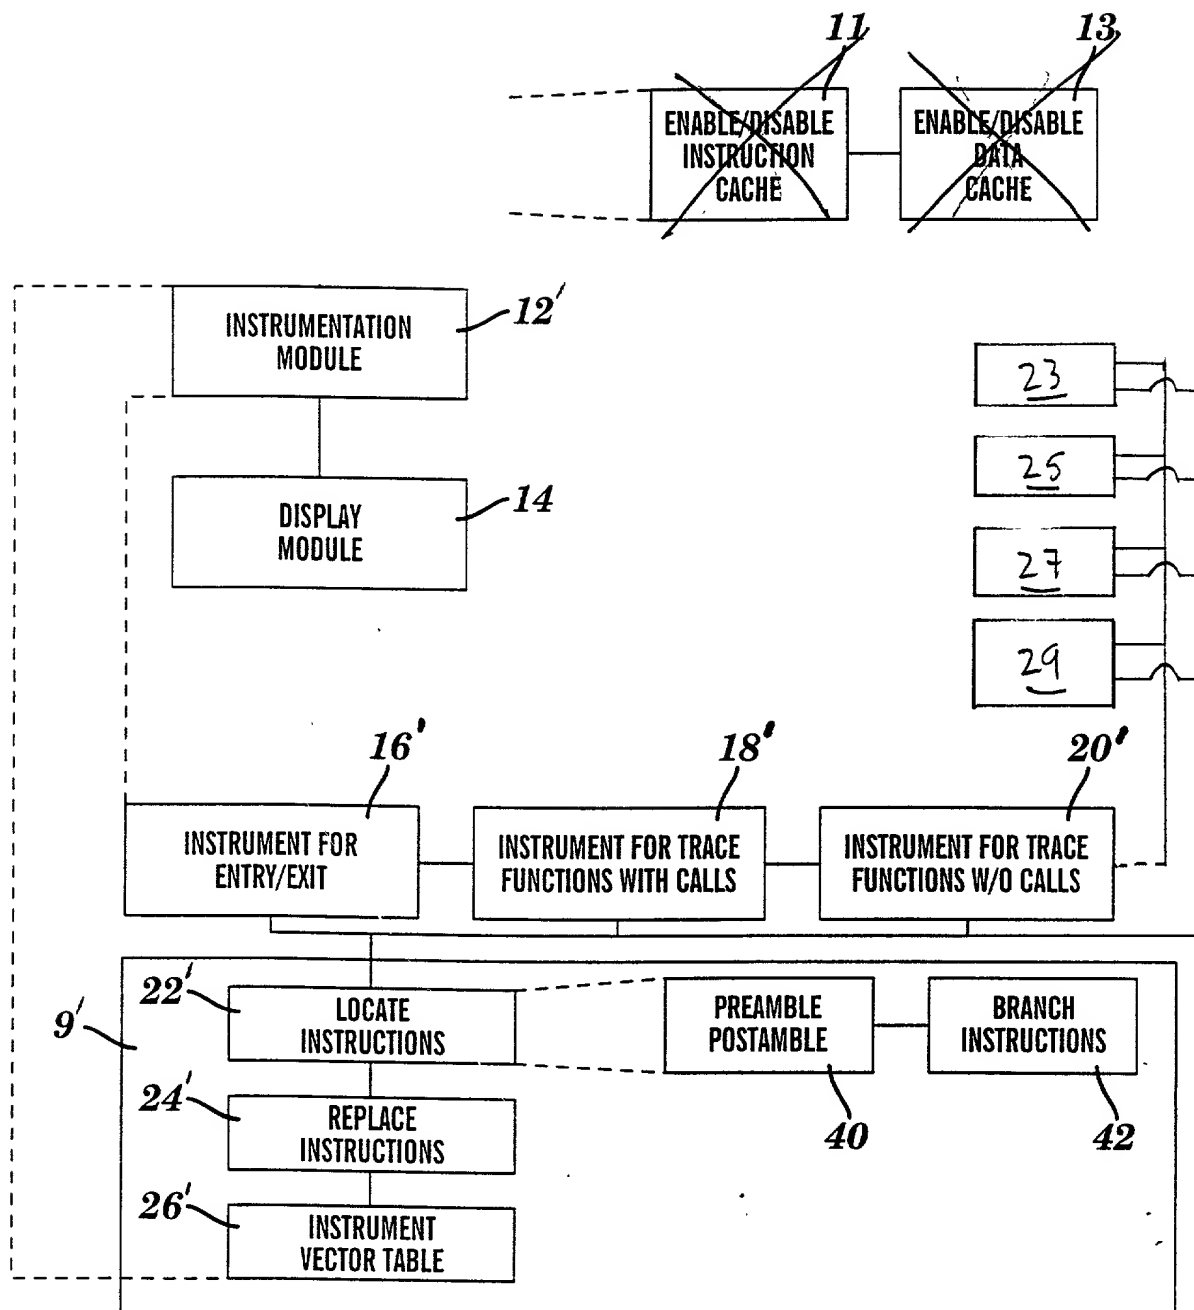 11
13
ENABLE/DISABLE
INSTRUCTION
CACHE
ENABLE/DISABLE
DATA
CACHE
12'
INSTRUMENTATION
MODULE
23
25
14
DISPLAY
MODULE
27
29
16'
18'
20'
INSTRUMENT FOR
ENTRY/EXIT
INSTRUMENT FOR TRACE
FUNCTIONS WITH CALLS
INSTRUMENT FOR TRACE
FUNCTIONS W/O CALLS
9'
22'
LOCATE
INSTRUCTIONS
PREAMBLE
POSTAMBLE
BRANCH
INSTRUCTIONS
24'
REPLACE
INSTRUCTIONS
40
42
26'
INSTRUMENT
VECTOR TABLE